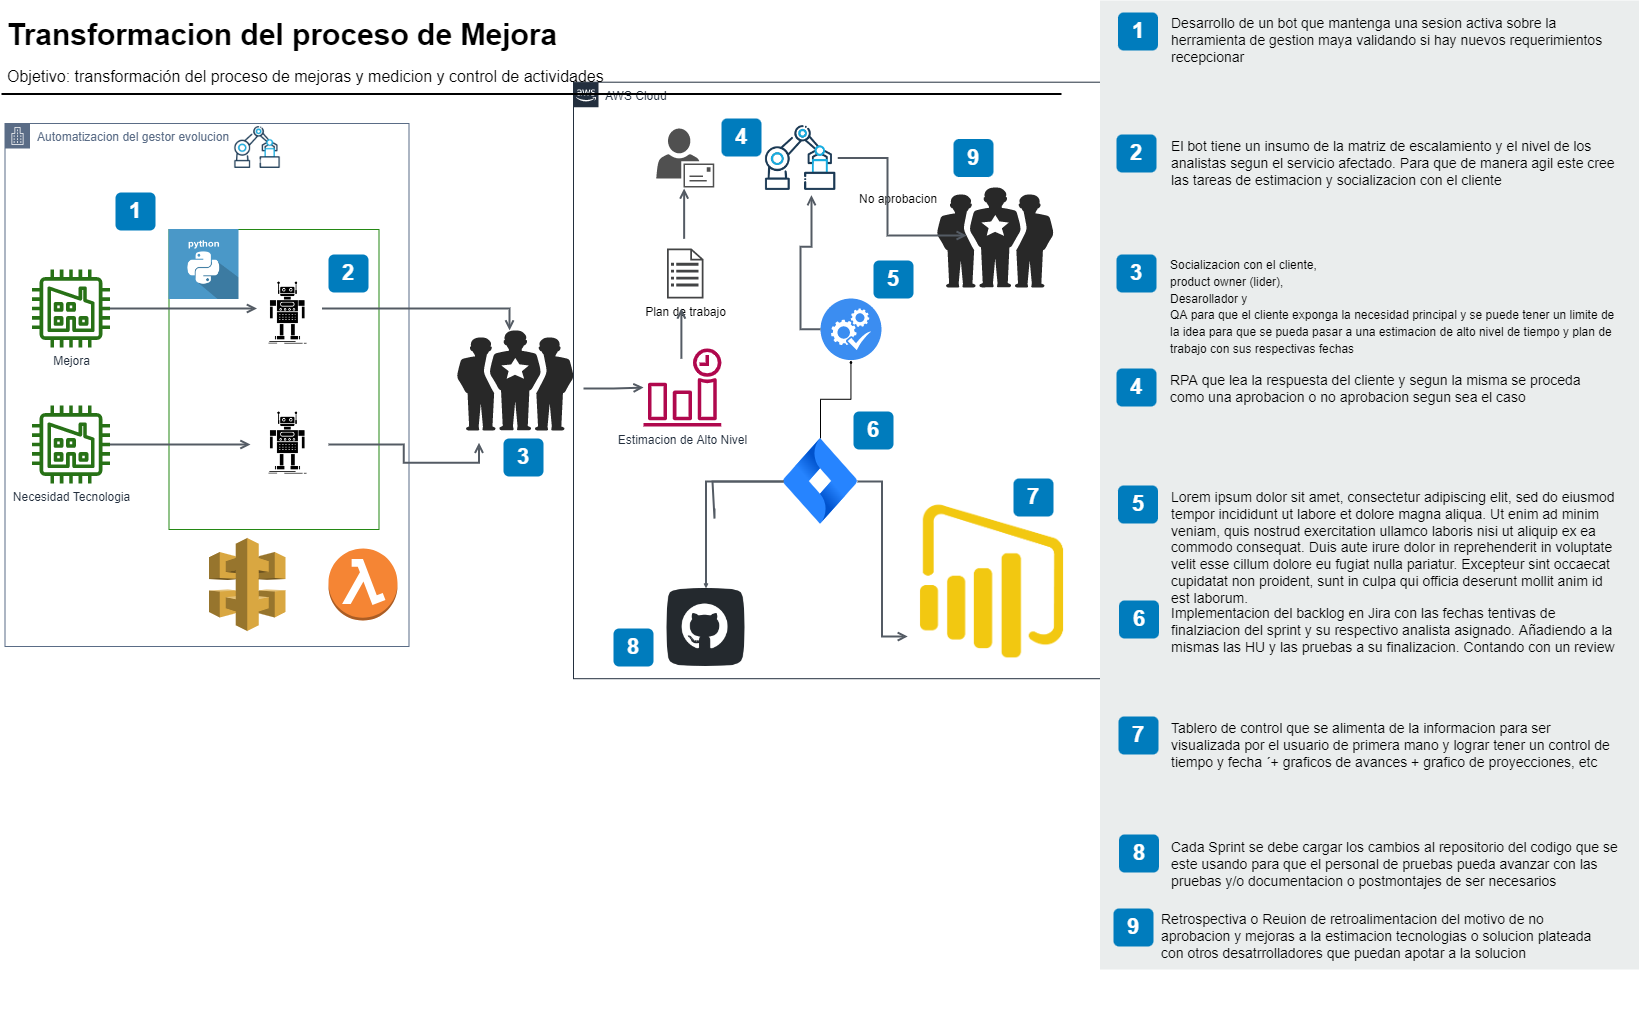 Transformacion del proceso de Mejora
Objetivo: transformación del proceso de mejoras y medicion y control de actividades
aws
AWS Cloud
Automatizacion del gestor evolucion
1
python
2
Mejora
Necesidad Tecnologia
3
4
9
No aprobacion
Plan de trabajo
5
Estimacion de Alto Nivel
6
7
8
1
Desarrollo de un bot que mantenga una sesion activa sobre la
herramienta de gestion maya validando si hay nuevos requerimientos
recepcionar
2
El bot tiene un insumo de la matriz de escalamiento y el nivel de los
analistas segun el servicio afectado. Para que de manera agil este cree
las tareas de estimacion y socializacion con el cliente
3
Socializacion con el cliente,
product owner (lider),
Desarollador y
QA para que el cliente exponga la necesidad principal y se puede tener un limite de
la idea para que se pueda pasar a una estimacion de alto nivel de tiempo y plan de
trabajo con sus respectivas fechas
4
RPA que lea la respuesta del cliente y segun la misma se proceda
como una aprobacion o no aprobacion segun sea el caso
5
Lorem ipsum dolor sit amet, consectetur adipiscing elit, sed do eiusmod
tempor incididunt ut labore et dolore magna aliqua. Ut enim ad minim
veniam, quis nostrud exercitation ullamco laboris nisi ut aliquip ex ea
commodo consequat. Duis aute irure dolor in reprehenderit in voluptate
velit esse cillum dolore eu fugiat nulla pariatur. Excepteur sint occaecat
cupidatat non proident, sunt in culpa qui officia deserunt mollit anim id
est laborum.
6
Implementacion del backlog en Jira con las fechas tentivas de
finalziacion del sprint y su respectivo analista asignado. Añadiendo a la
mismas las HU y las pruebas a su finalizacion. Contando con un review
7
Tablero de control que se alimenta de la informacion para ser
visualizada por el usuario de primera mano y lograr tener un control de
tiempo y fecha ´+ graficos de avances + grafico de proyecciones, etc
8
Cada Sprint se debe cargar los cambios al repositorio del codigo que se
este usando para que el personal de pruebas pueda avanzar con las
pruebas y/o documentacion o postmontajes de ser necesarios
9
Retrospectiva o Reuion de retroalimentacion del motivo de no
aprobacion y mejoras a la estimacion tecnologias o solucion plateada
con otros desatrrolladores que puedan apotar a la solucion